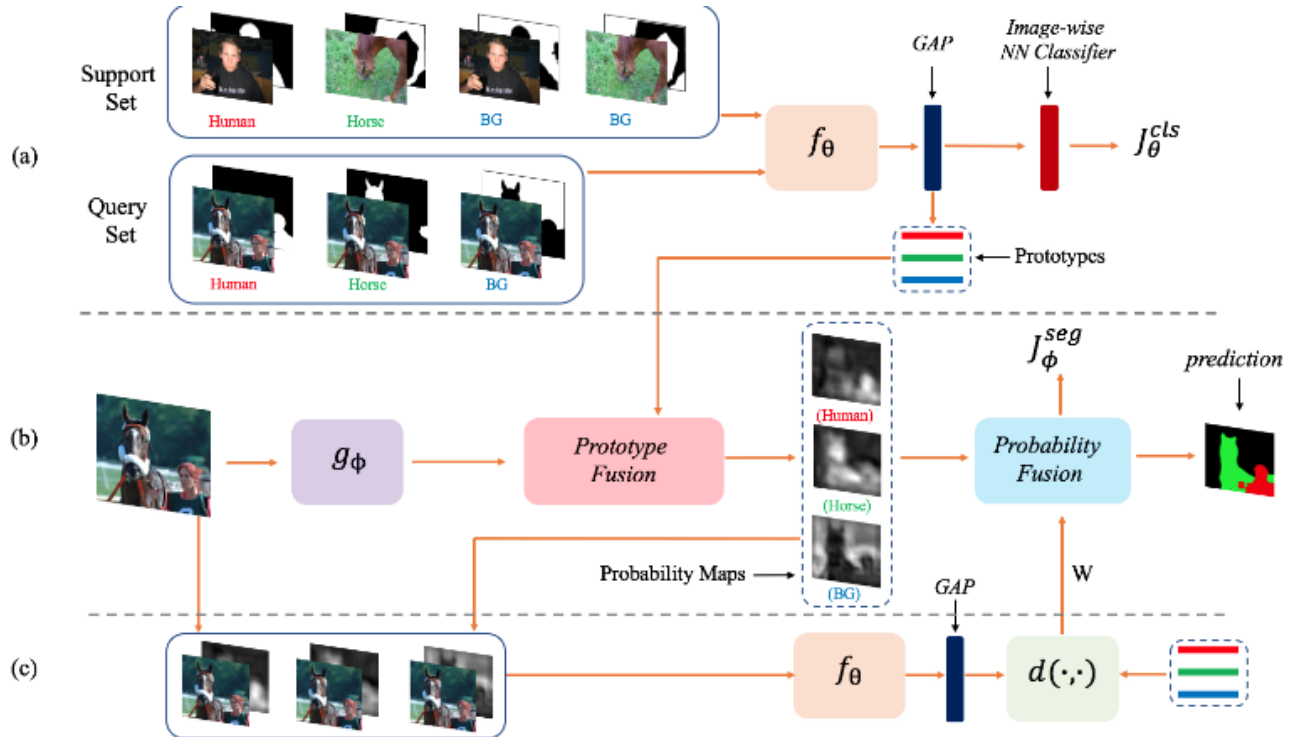 (a)
Support
Set
Human
Horse
BG
BG
Query
Set
Human
Horse
BG
f_θ
GAP
Image-wise
NN Classifier
J_θ^cls
Prototypes
(b)
g_ϕ
Prototype
Fusion
(Human)
(Horse)
(BG)
Probability Maps
J_ϕ^seg
Probability
Fusion
prediction
W
(c)
f_θ
GAP
d(·,·)